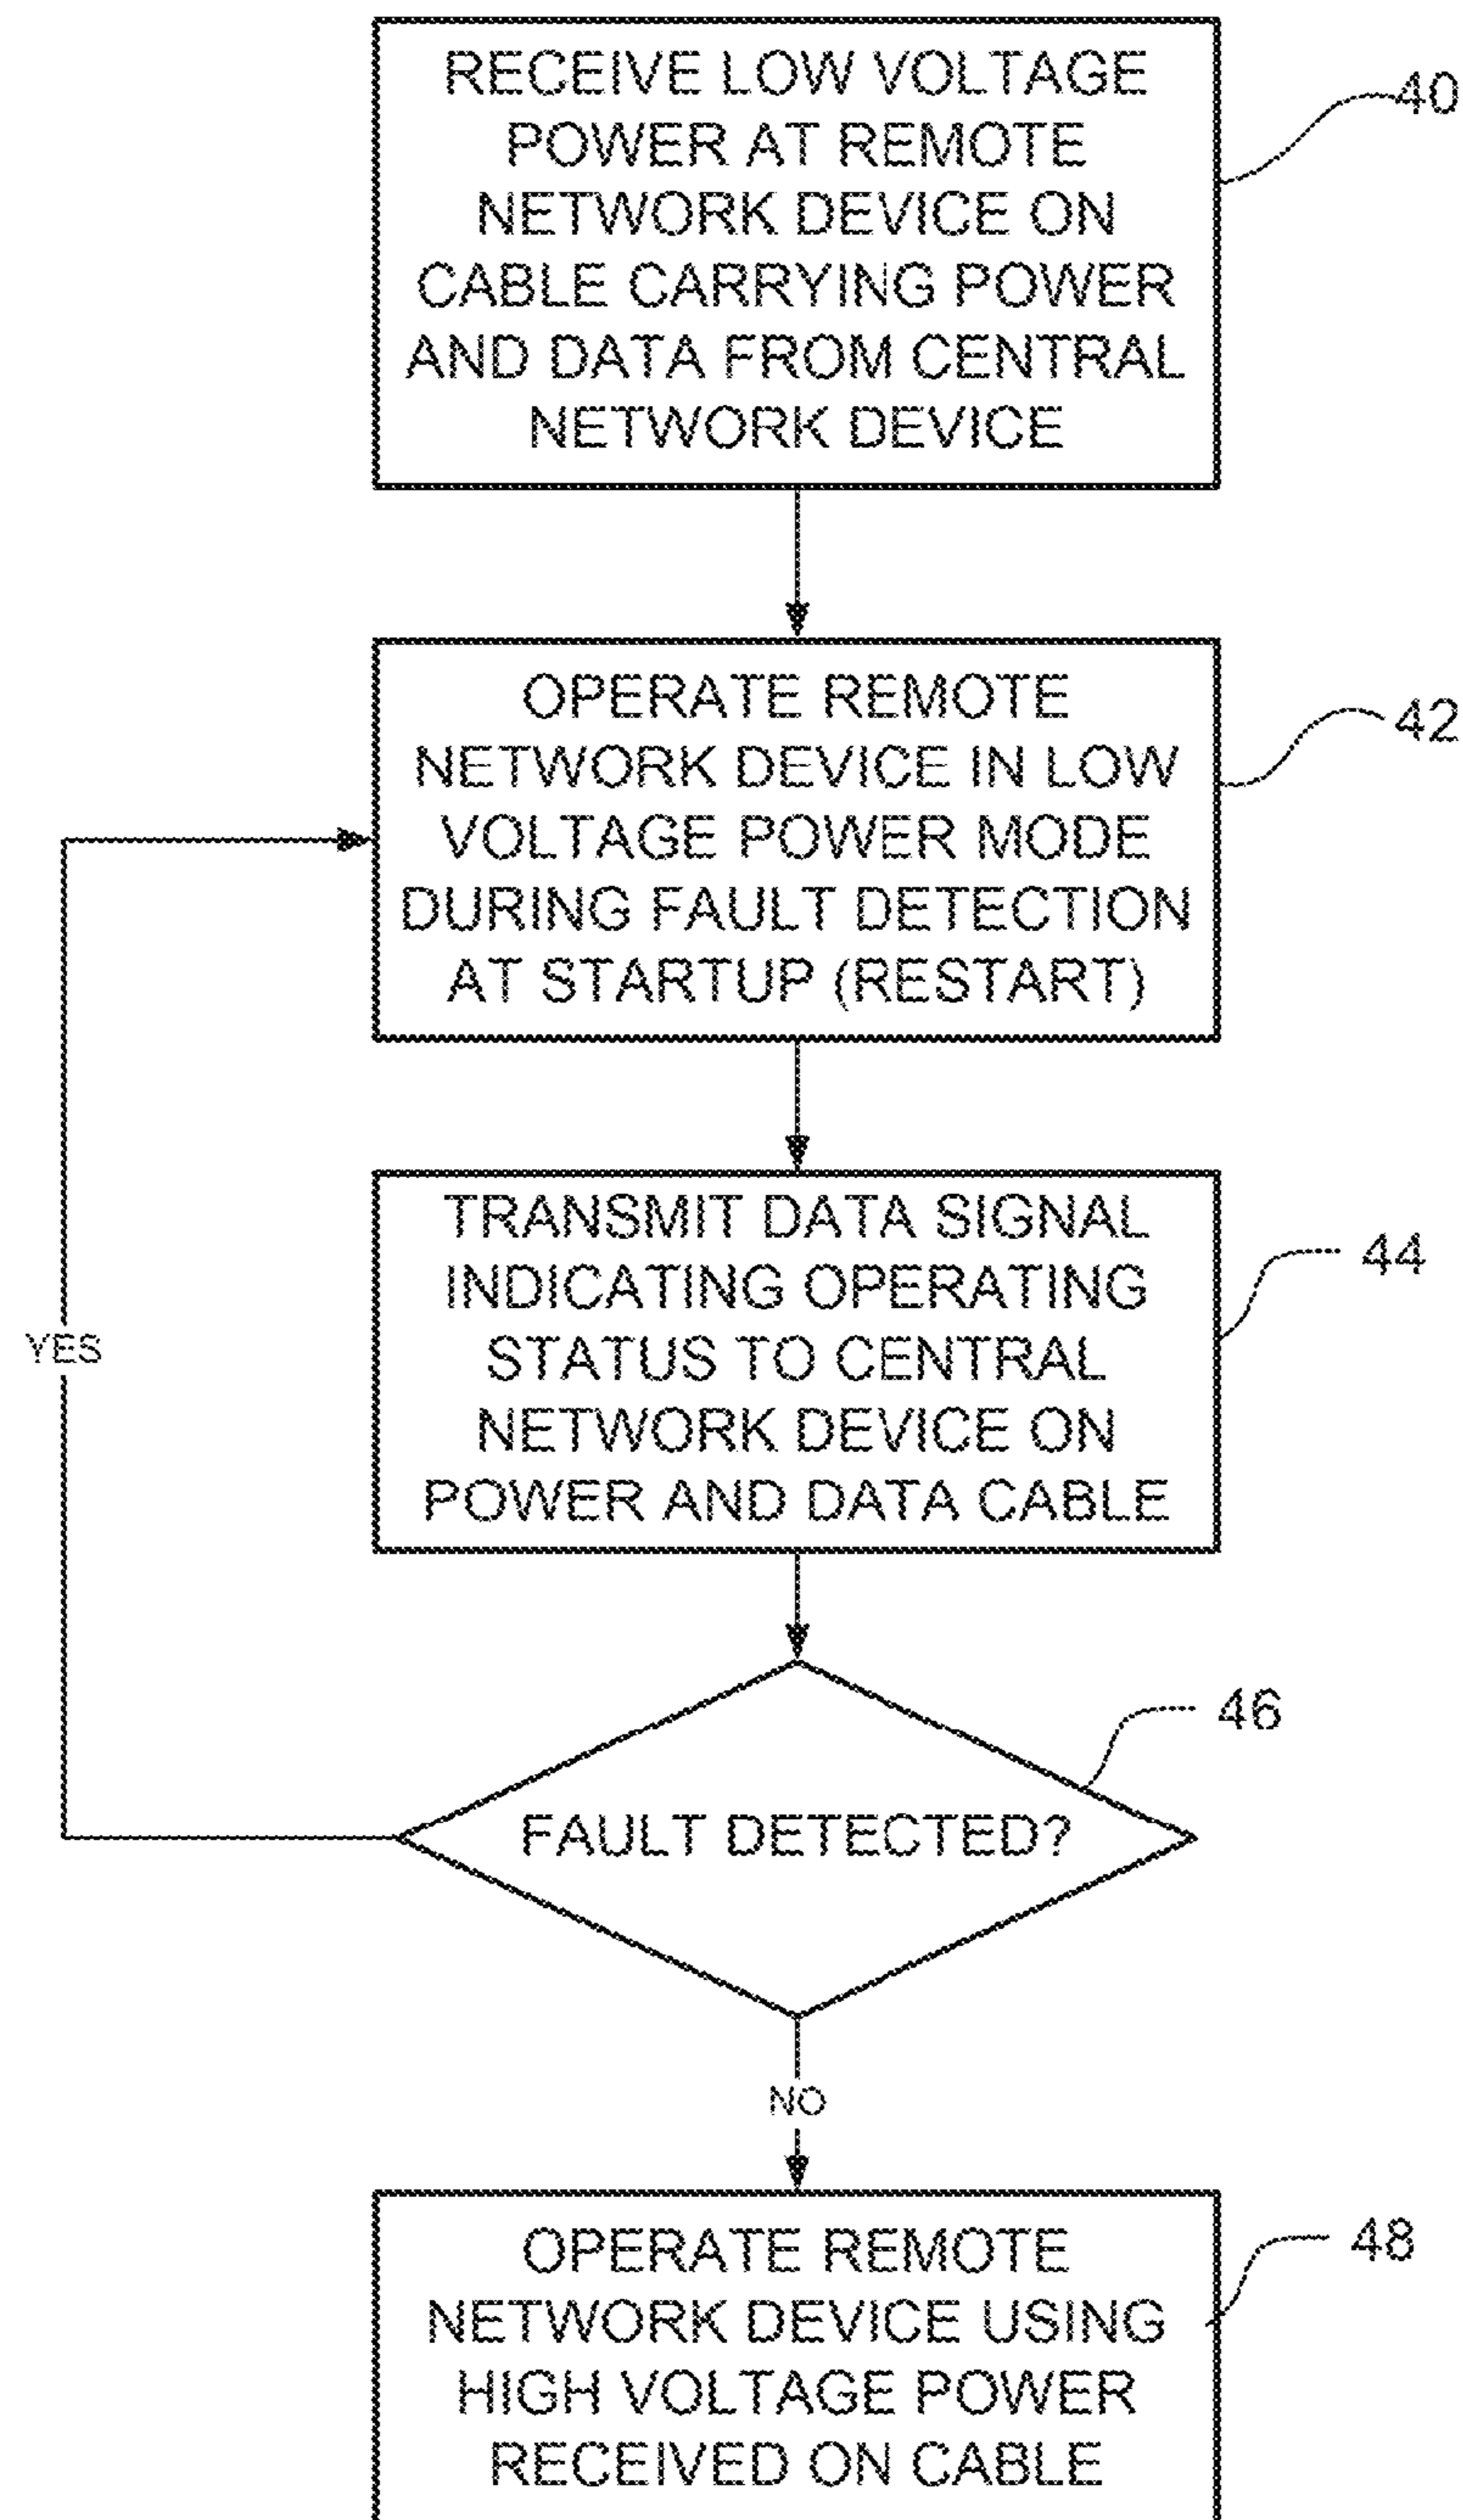 RECEIVE LOW VOLTAGE
POWER AT REMOTE
NETWORK DEVICE ON
CABLE CARRYING POWER
AND DATA FROM CENTRAL
NETWORK DEVICE
40
OPERATE REMOTE
NETWORK DEVICE IN LOW
VOLTAGE POWER MODE
DURING FAULT DETECTION
AT STARTUP (RESTART)
42
TRANSMIT DATA SIGNAL
INDICATING OPERATING
STATUS TO CENTRAL
NETWORK DEVICE ON
POWER AND DATA CABLE
44
YES
46
FAULT DETECTED?
NO
OPERATE REMOTE
NETWORK DEVICE USING
HIGH VOLTAGE POWER
RECEIVED ON CABLE
48